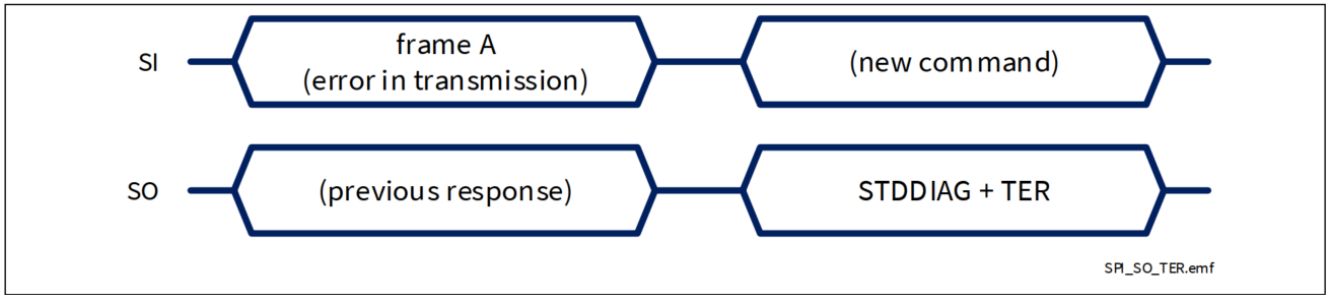 SI
frame A
(error in transmission)
(new command)
SO
(previous response)
STDDIAG + TER
SPI_SO_TER.emf